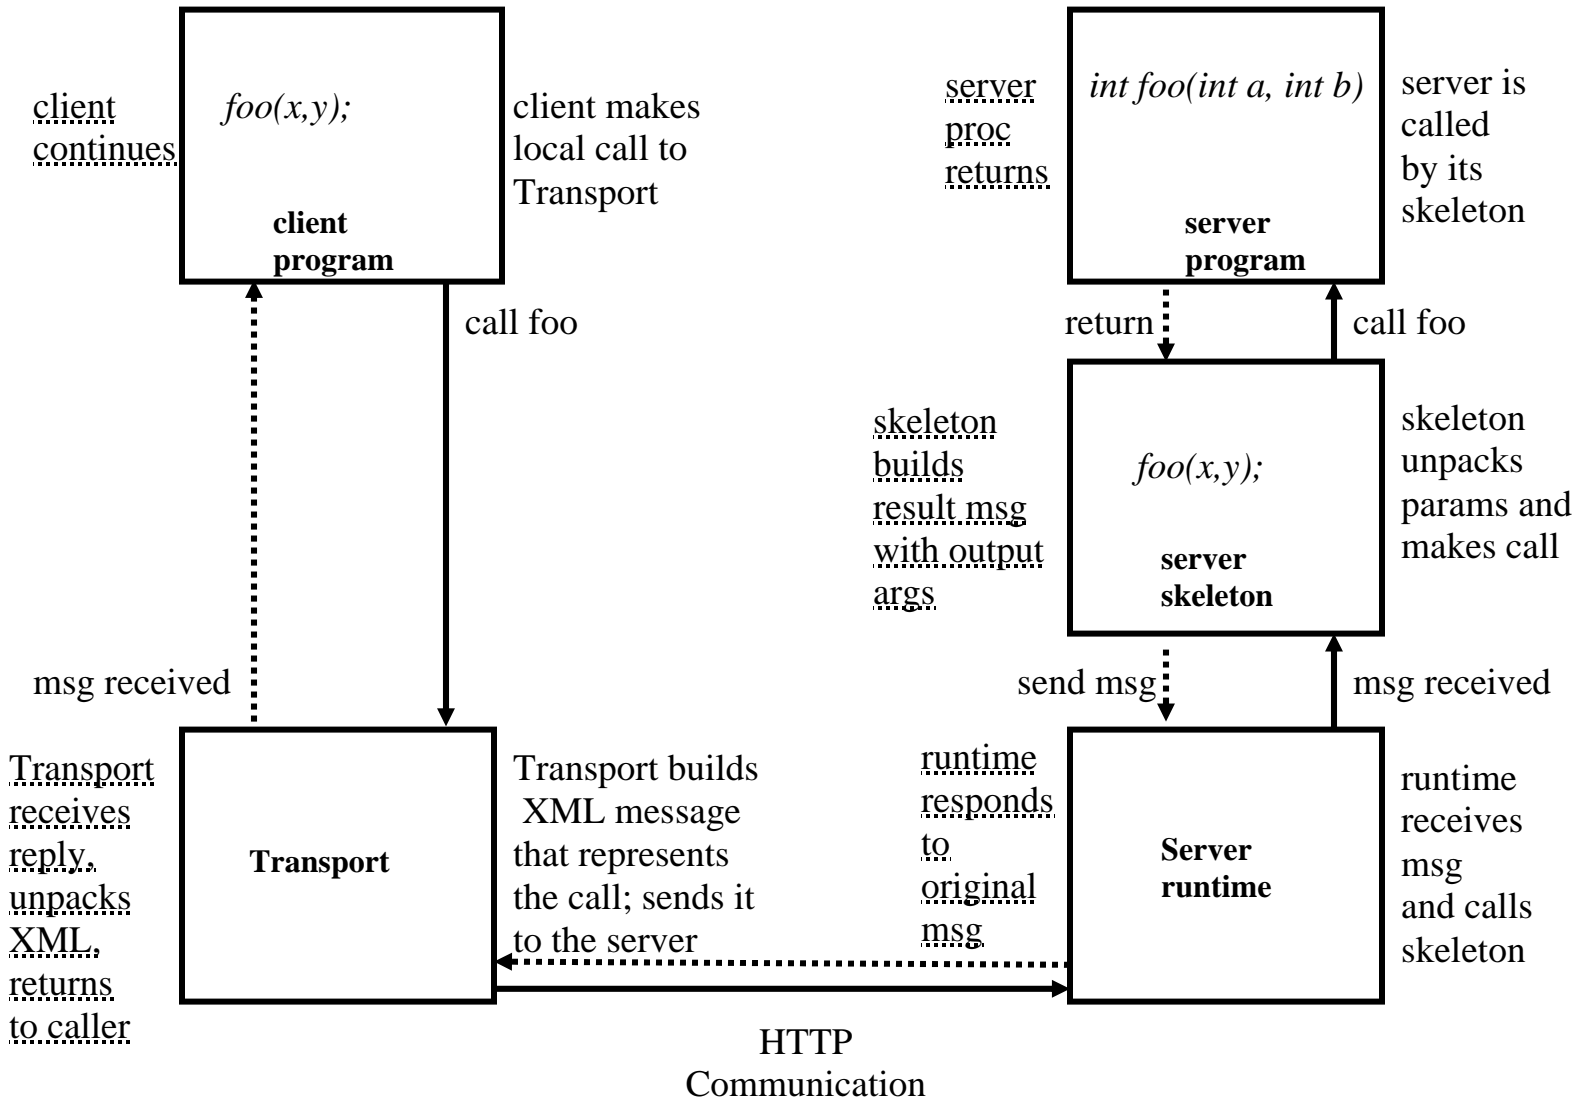 client
continues
foo(x,y);
client
program
client makes
local call to
Transport
server
proc
returns
int foo(int a, int b)
server
program
server is
called
by its
skeleton
call foo
return
call foo
skeleton
builds
result msg
with output
args
foo(x,y);
server
skeleton
skeleton
unpacks
params and
makes call
msg received
send msg
msg received
Transport
receives
reply,
unpacks
XML,
returns
to caller
Transport
Transport builds
XML message
that represents
the call; sends it
to the server
runtime
responds
to
original
msg
Server
runtime
runtime
receives
msg
and calls
skeleton
HTTP
Communication